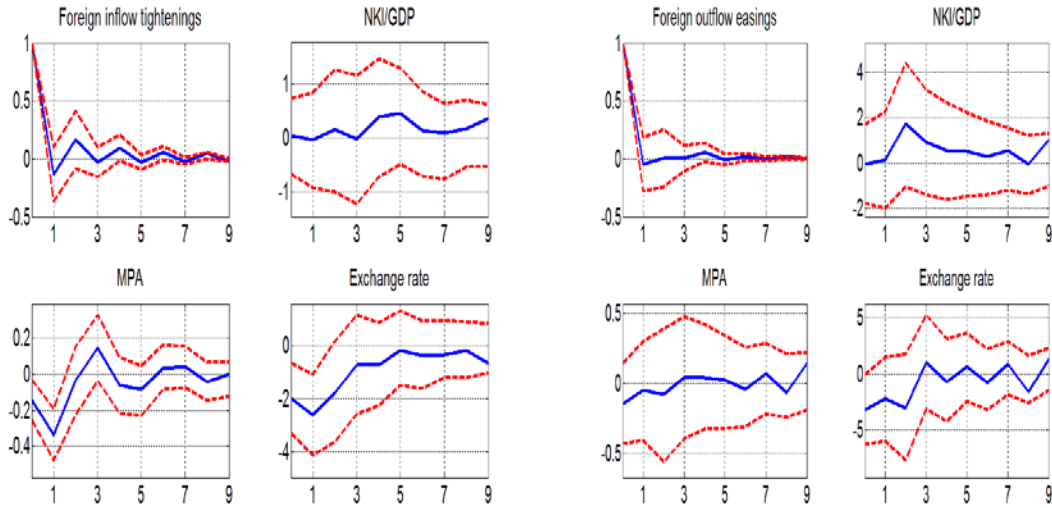 Foreign inflow tightenings
1
0.5
0
-0.5
1 3 5 7 9
NKI/GDP
1
0
-1
1 3 5 7 9
Foreign outflow easings
1
0.5
0
-0.5
1 3 5 7 9
NKI/GDP
4
2
0
-2
1 3 5 7 9
MPA
0.2
0
-0.2
-0.4
1 3 5 7 9
Exchange rate
0
-2
-4
1 3 5 7 9
MPA
0.5
0
-0.5
1 3 5 7 9
Exchange rate
5
0
-5
1 3 5 7 9